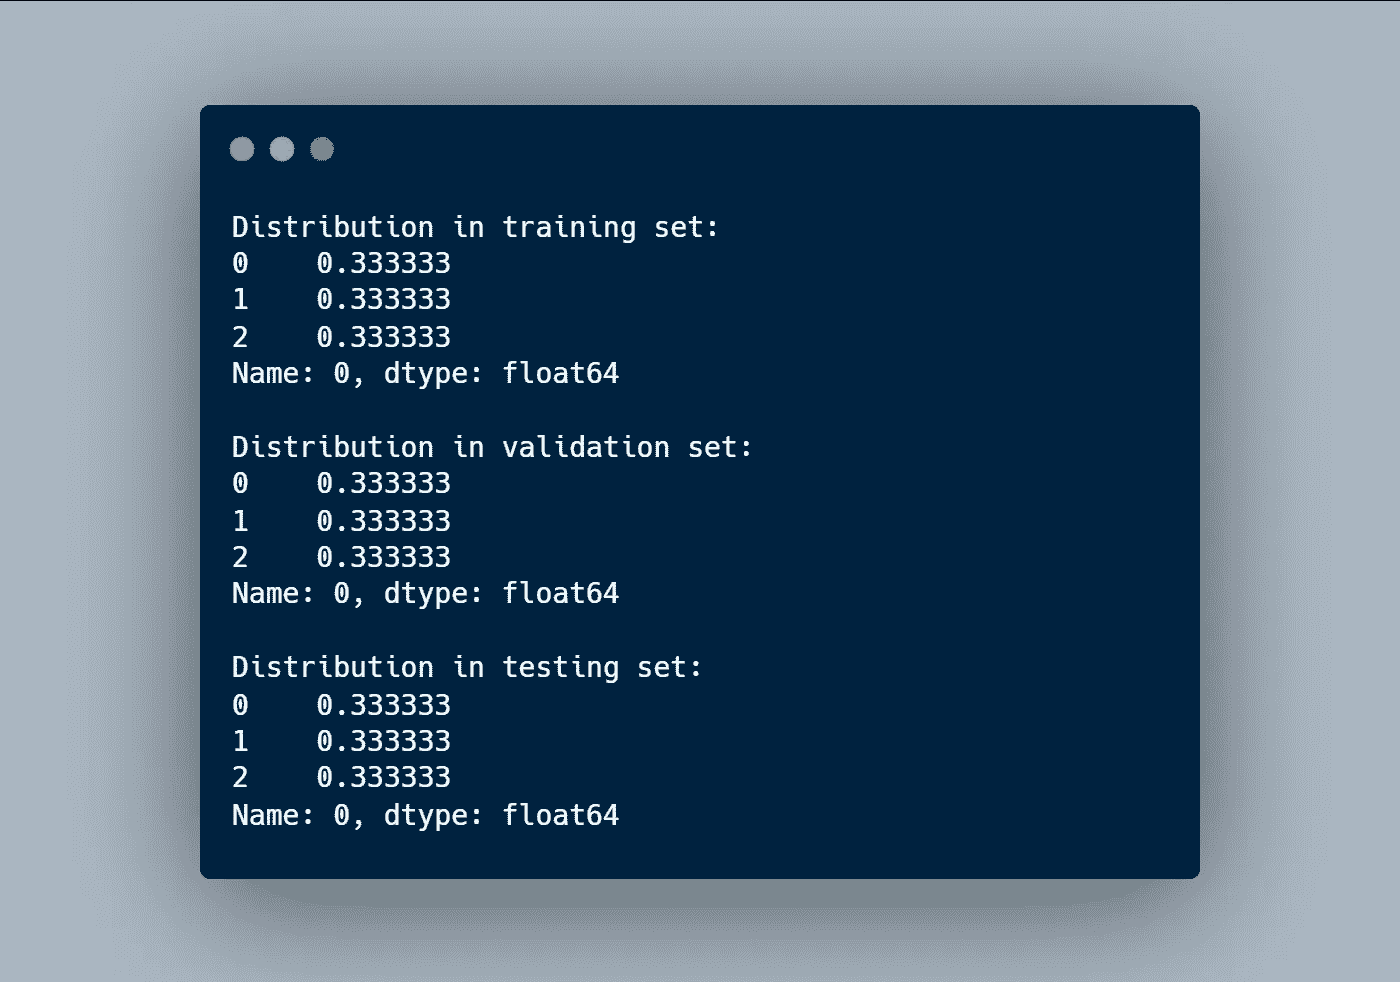 Distribution in training set:
0    0.333333
1    0.333333
2    0.333333
Name: 0, dtype: float64
Distribution in validation set:
0    0.333333
1    0.333333
2    0.333333
Name: 0, dtype: float64
Distribution in testing set:
0    0.333333
1    0.333333
2    0.333333
Name: 0, dtype: float64